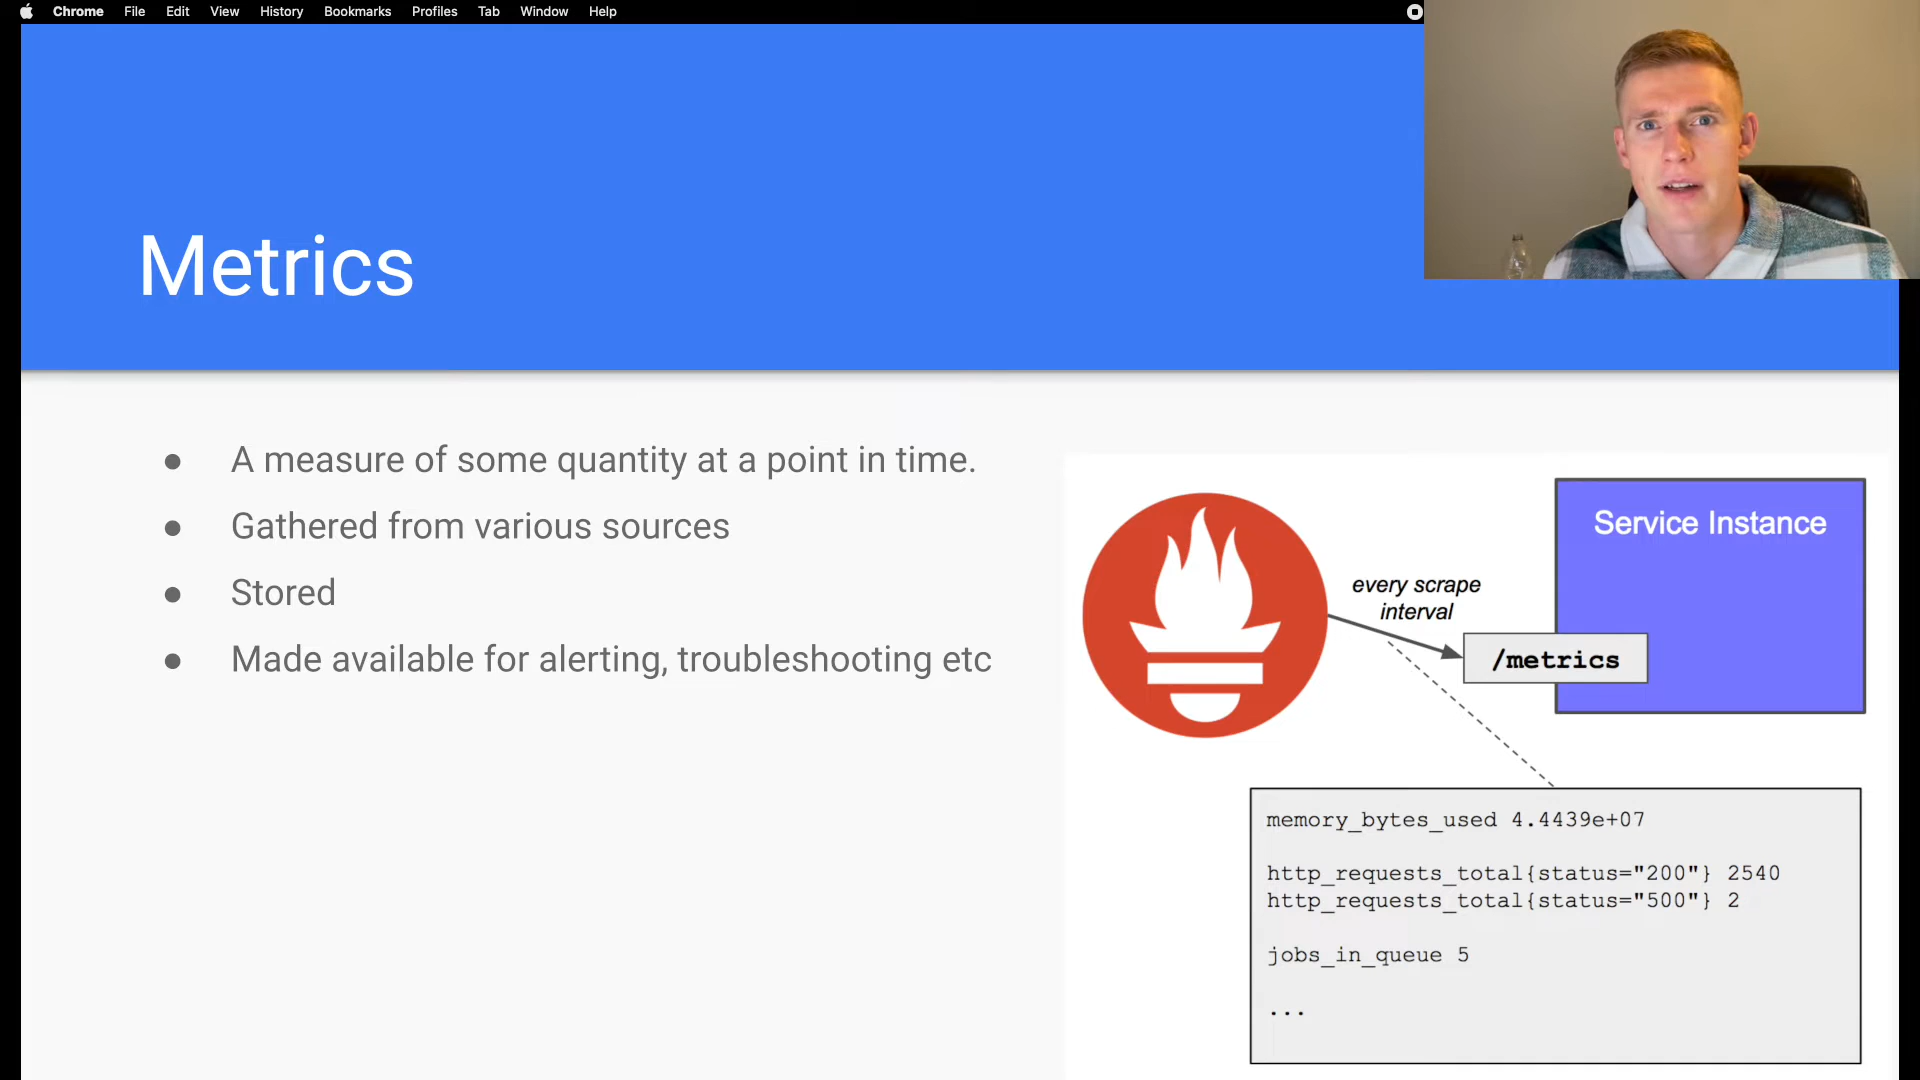 Chrome File Edit View History Bookmarks Profiles Tab Window Help
Metrics
● A measure of some quantity at a point in time.
● Gathered from various sources
● Stored
● Made available for alerting, troubleshooting etc
Service Instance
every scrape
interval
/metrics
memory_bytes_used 4.4439e+07
http_requests_total{status="200"} 2540
http_requests_total{status="500"} 2
jobs_in_queue 5
...